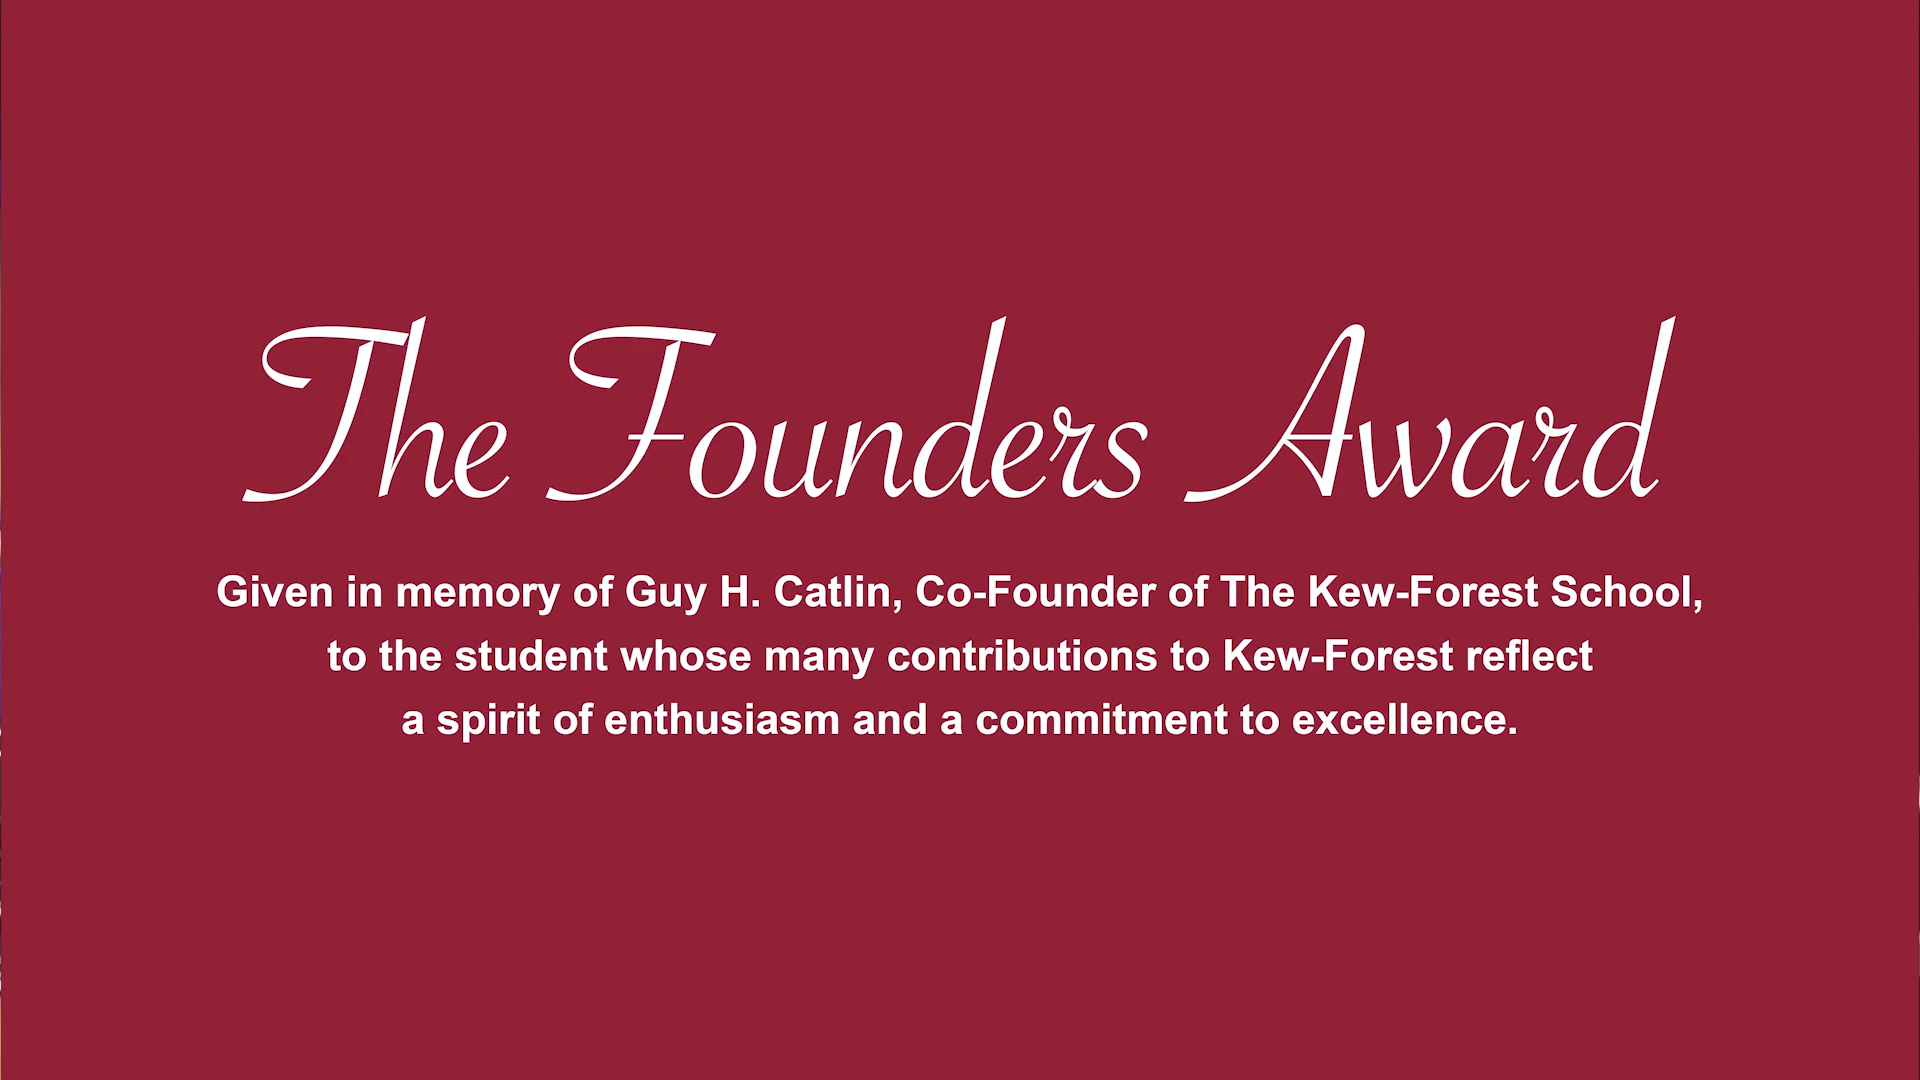 The Founders Award
Given in memory of Guy H. Catlin, Co-Founder of The Kew-Forest School,
to the student whose many contributions to Kew-Forest reflect
a spirit of enthusiasm and a commitment to excellence.